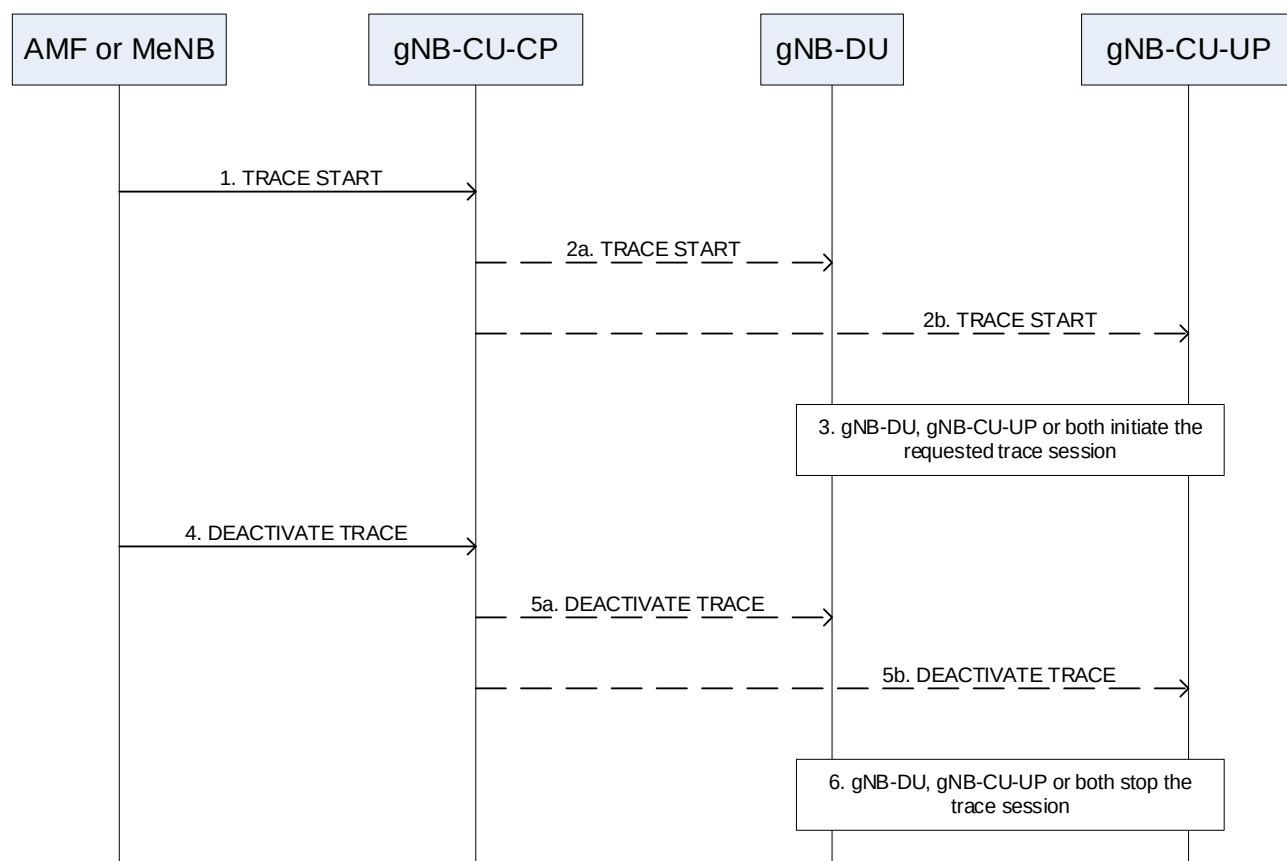 AMF or MeNB
gNB-CU-CP
gNB-DU
gNB-CU-UP
1. TRACE START
2a. TRACE START
2b. TRACE START
3. gNB-DU, gNB-CU-UP or both initiate the
requested trace session
4. DEACTIVATE TRACE
5a. DEACTIVATE TRACE
5b. DEACTIVATE TRACE
6. gNB-DU, gNB-CU-UP or both stop the
trace session